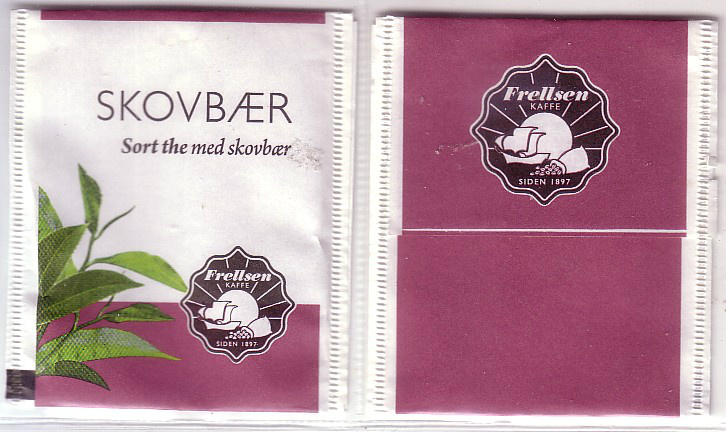 SKOVBÆR
Sort the med skovbær
Frellsen
KAFFE
SIDEN 1897
Frellsen
KAFFE
SIDEN 1897